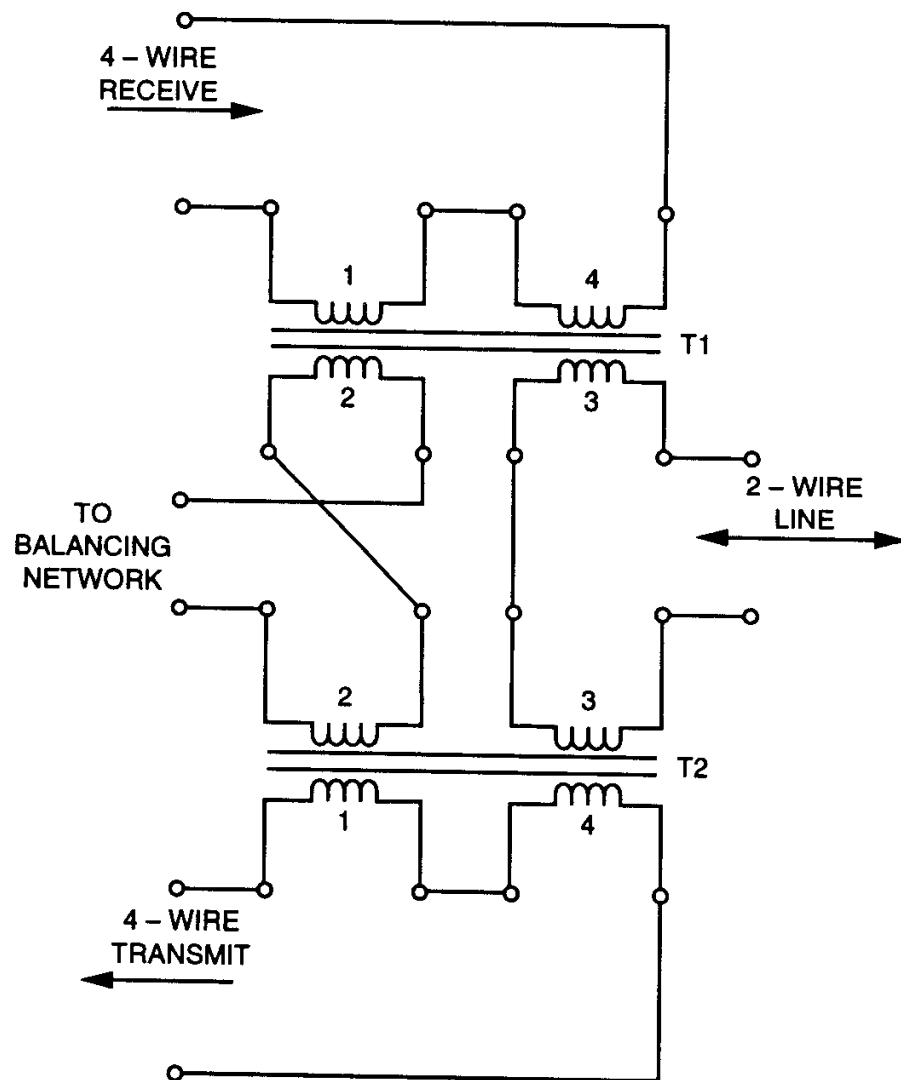 4 – WIRE
RECEIVE
1
4
T1
2
3
TO
BALANCING
NETWORK
2 – WIRE
LINE
2
3
T2
1
4
4 – WIRE
TRANSMIT